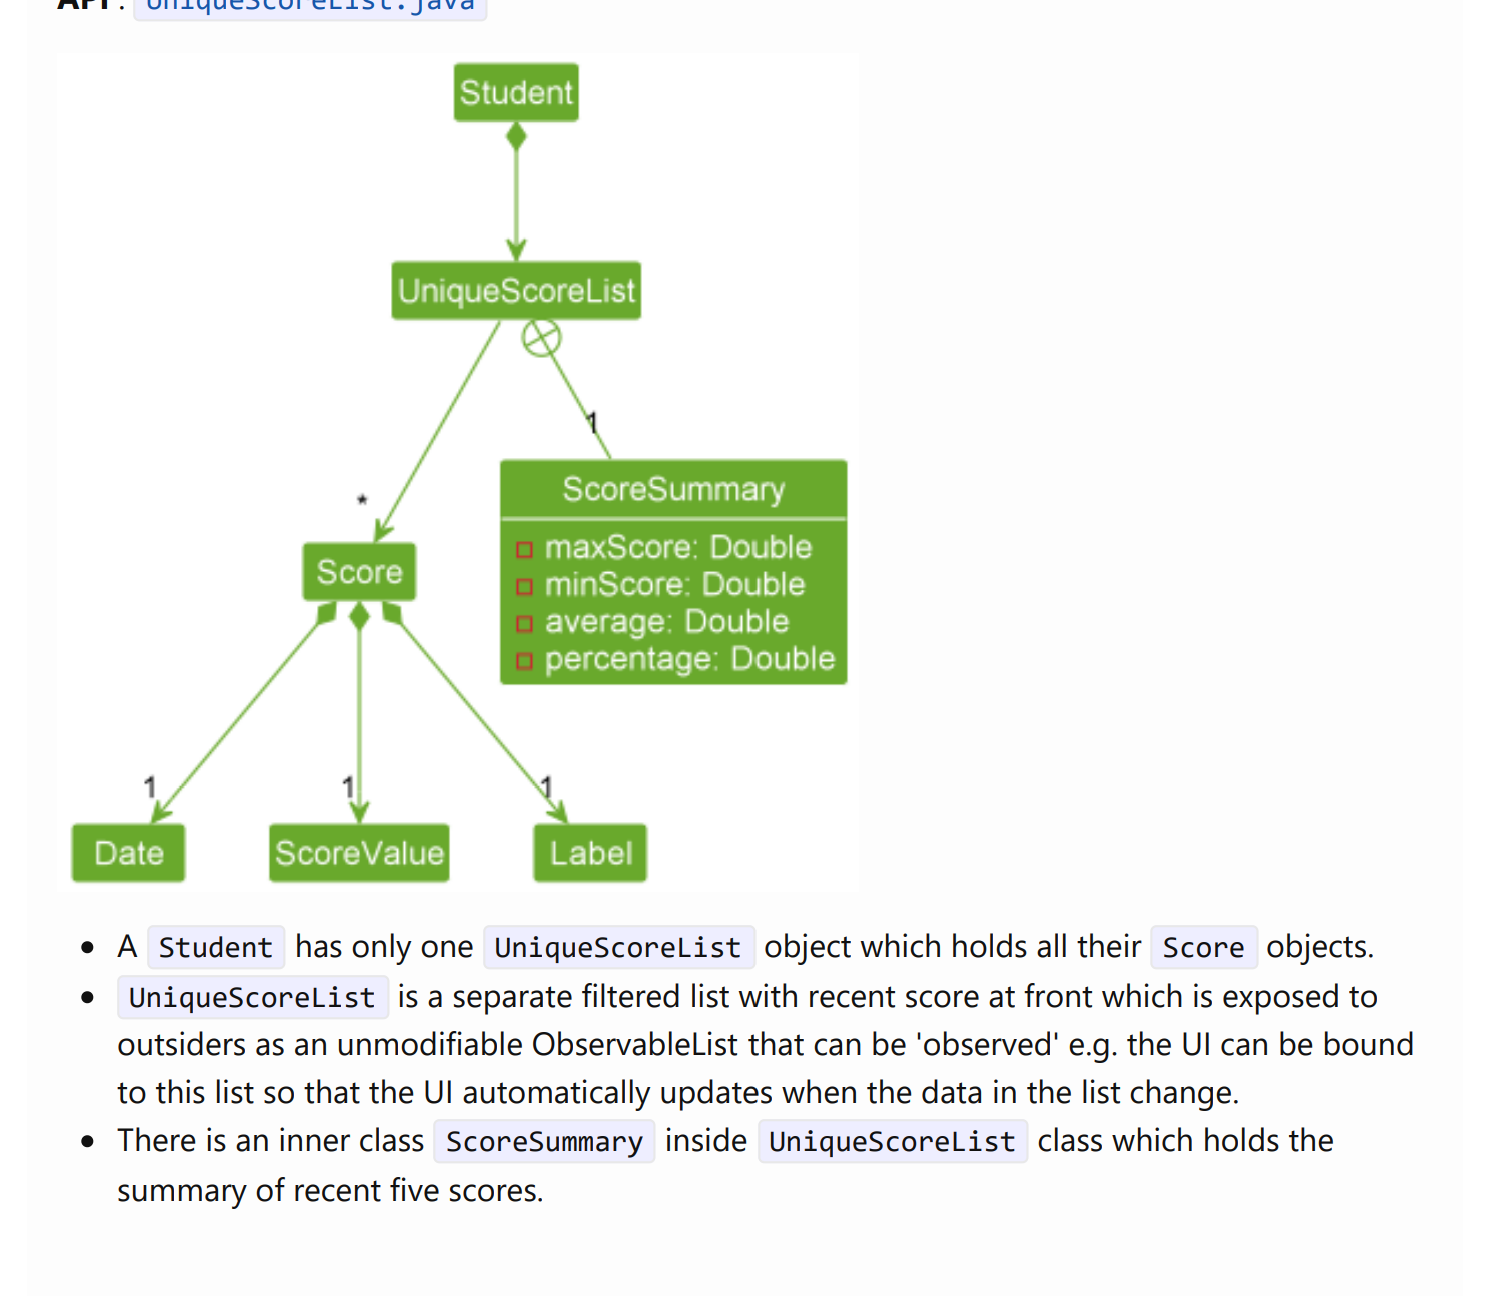 API : UniqueScoreList.java
Student
UniqueScoreList
1
ScoreSummary
maxScore: Double
minScore: Double
average: Double
percentage: Double
*
Score
1
1
1
Date
ScoreValue
Label
A Student has only one UniqueScoreList object which holds all their Score objects.
UniqueScoreList is a separate filtered list with recent score at front which is exposed to
outsiders as an unmodifiable ObservableList that can be 'observed' e.g. the UI can be bound
to this list so that the UI automatically updates when the data in the list change.
There is an inner class ScoreSummary inside UniqueScoreList class which holds the
summary of recent five scores.